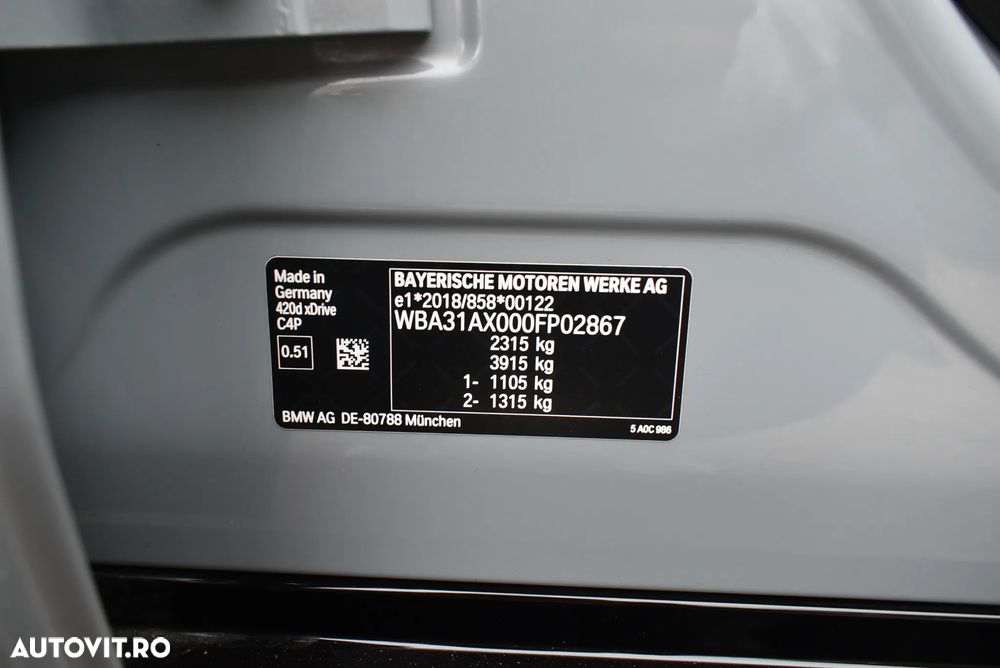 Made in
Germany
420d xDrive
C4P
0.51
BAYERISCHE MOTOREN WERKE AG
e1*2018/858*00122
WBA31AX000FP02867
2315 kg
3915 kg
1- 1105 kg
2- 1315 kg
BMW AG DE-80788 München
5 A0C 986
AUTOVIT.RO